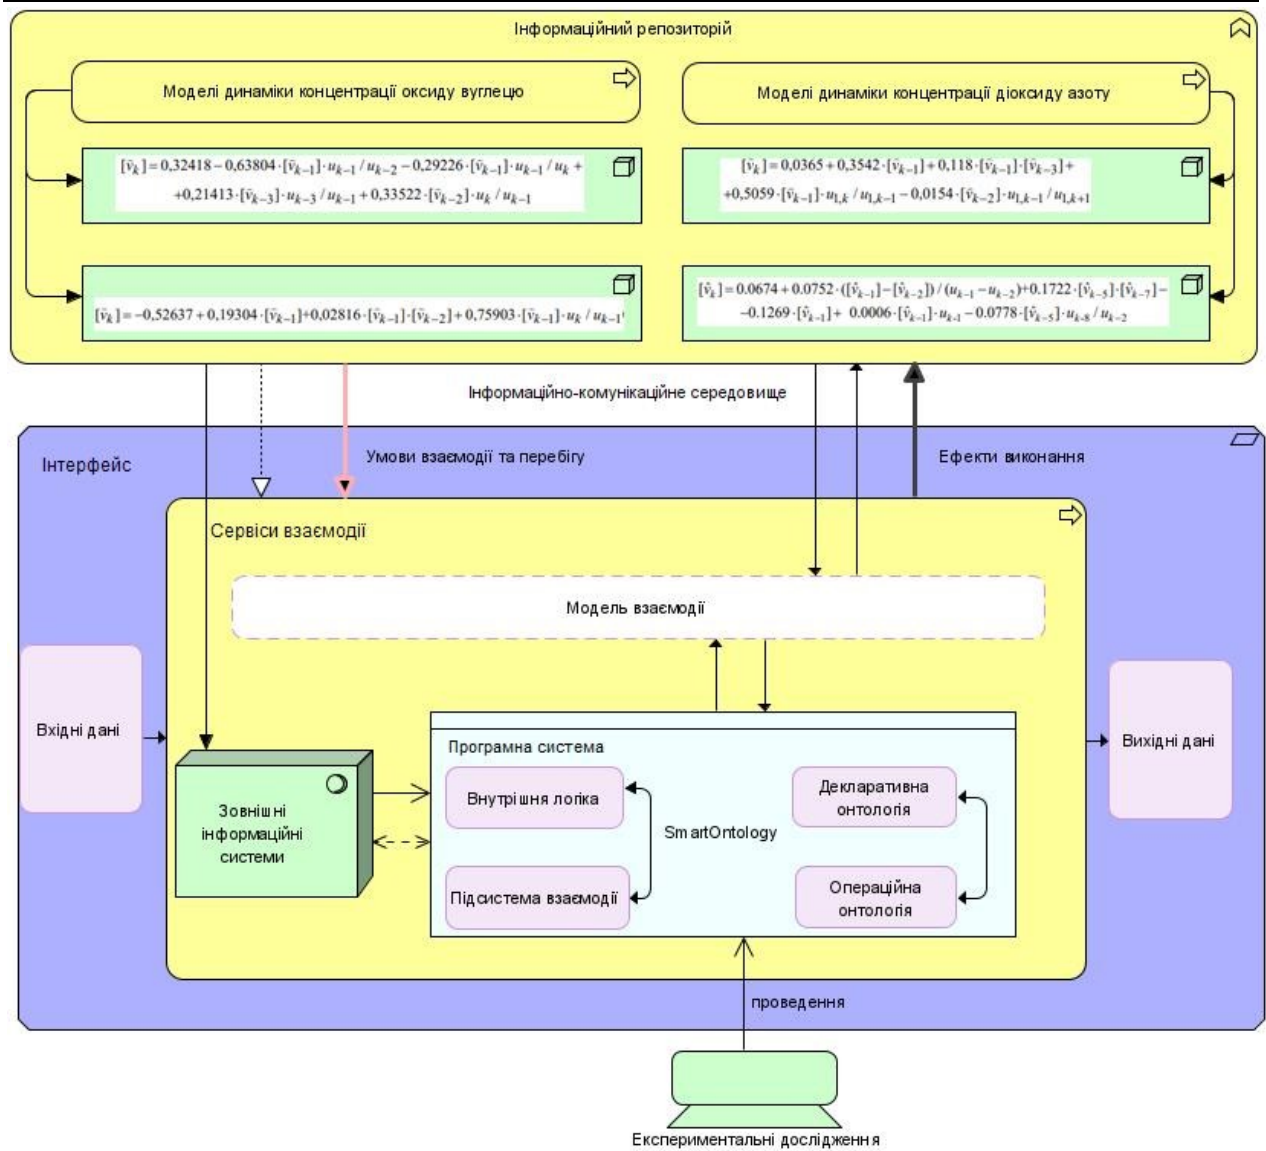 Інформаційний репозиторій
Моделі динаміки концентрації оксиду вуглецю
Моделі динаміки концентрації діоксиду азоту
[v̂ₖ] = 0,32418 − 0,63804 · [v̂ₖ₋₁] · uₖ₋₁ / uₖ₋₂ − 0,29226 · [v̂ₖ₋₁] · uₖ₋₁ / uₖ +
+0,21413 · [v̂ₖ₋₃] · uₖ₋₃ / uₖ₋₁ + 0,33522 · [v̂ₖ₋₂] · uₖ / uₖ₋₁
[v̂ₖ] = 0,0365 + 0,3542 · [v̂ₖ₋₁] + 0,118 · [v̂ₖ₋₁] · [v̂ₖ₋₃] +
+0,5059 · [v̂ₖ₋₁] · u₁,ₖ / u₁,ₖ₋₁ − 0,0154 · [v̂ₖ₋₂] · u₁,ₖ₋₁ / u₁,ₖ₊₁
[v̂ₖ] = −0,52637 + 0,19304 · [v̂ₖ₋₁] + 0,02816 · [v̂ₖ₋₁] · [v̂ₖ₋₂] + 0,75903 · [v̂ₖ₋₁] · uₖ / uₖ₋₁
[v̂ₖ] = 0.0674 + 0.0752 · ([v̂ₖ₋₁] − [v̂ₖ₋₂]) / (uₖ₋₁ − uₖ₋₂) + 0.1722 · [v̂ₖ₋₅] · [v̂ₖ₋₇] −
−0.1269 · [v̂ₖ₋₁] + 0.0006 · [v̂ₖ₋₁] · uₖ₋₁ − 0.0778 · [v̂ₖ₋₅] · uₖ₋₈ / uₖ₋₂
Інформаційно-комунікаційне середовище
Інтерфейс
Умови взаємодії та перебігу
Ефекти виконання
Сервіси взаємодії
Модель взаємодії
Вхідні дані
Вихідні дані
Програмна система
Внутрішня логіка
Декларативна
онтологія
Зовнішні
інформаційні
системи
SmartOntology
Підсистема взаємодії
Операційна
онтологія
проведення
Експериментальні дослідження